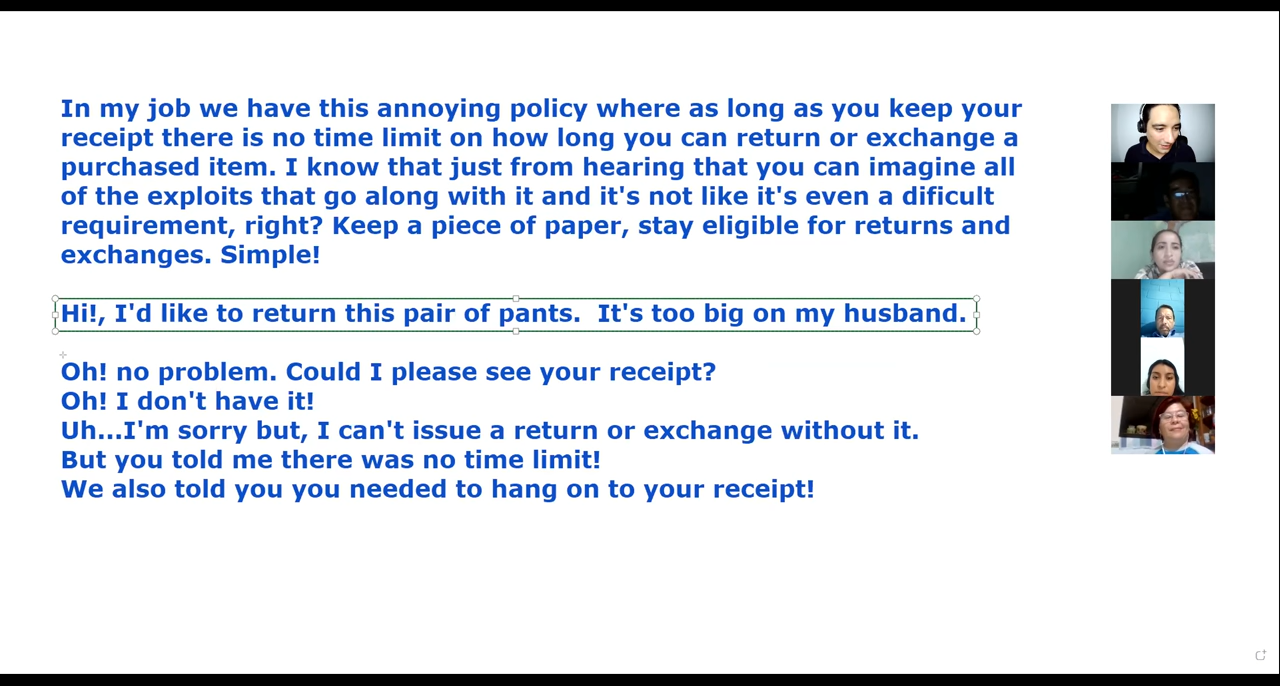 In my job we have this annoying policy where as long as you keep your
receipt there is no time limit on how long you can return or exchange a
purchased item. I know that just from hearing that you can imagine all
of the exploits that go along with it and it's not like it's even a dificult
requirement, right? Keep a piece of paper, stay eligible for returns and
exchanges. Simple!
Hi!, I'd like to return this pair of pants.  It's too big on my husband.
Oh! no problem. Could I please see your receipt?
Oh! I don't have it!
Uh...I'm sorry but, I can't issue a return or exchange without it.
But you told me there was no time limit!
We also told you you needed to hang on to your receipt!